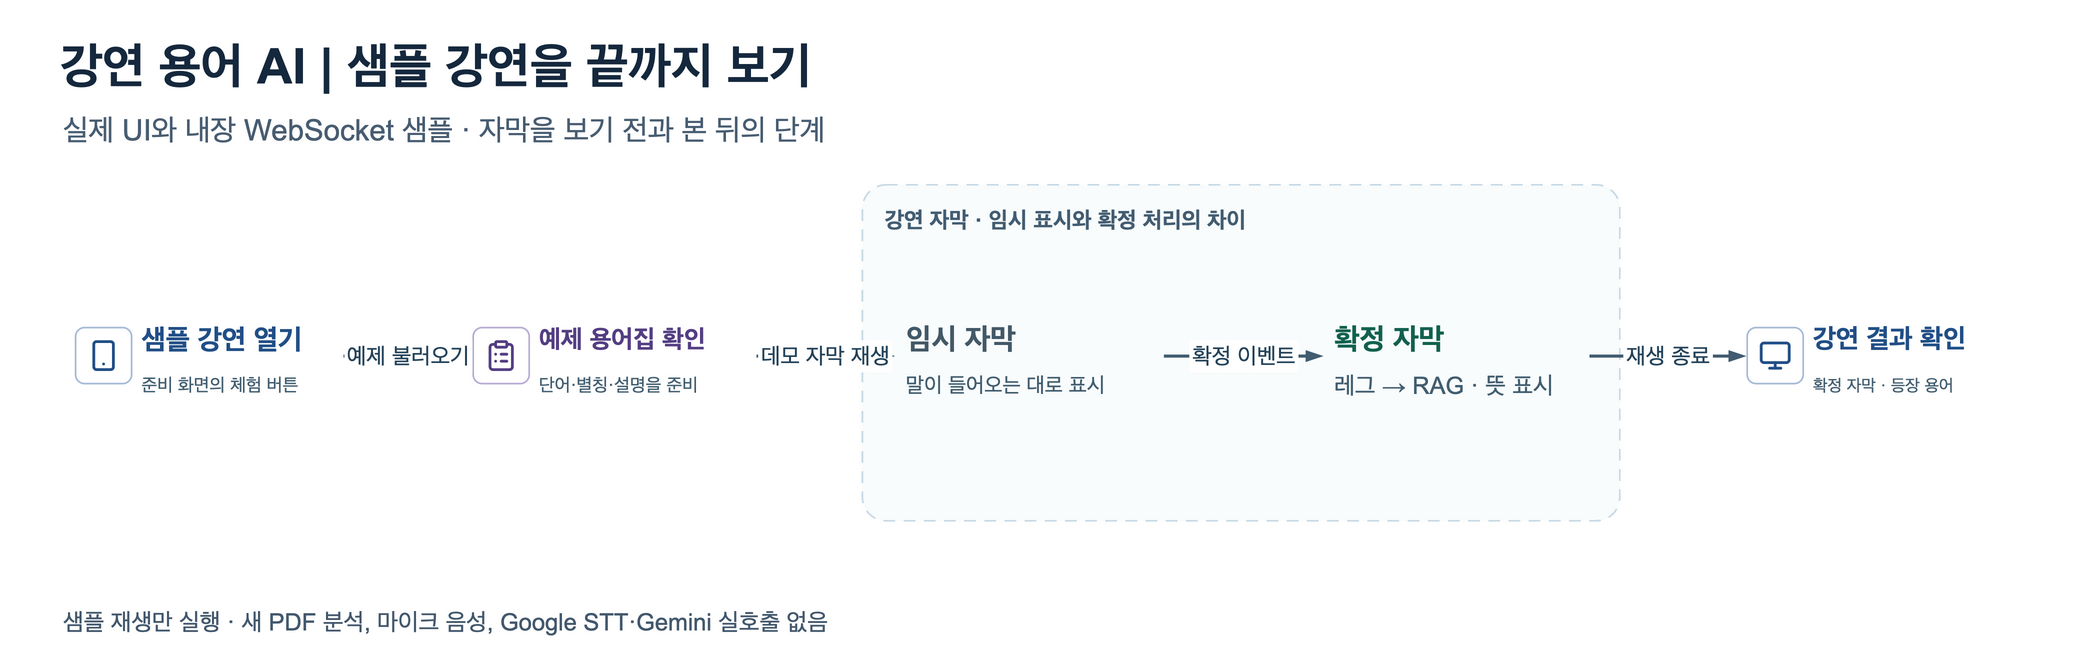 강연 용어 AI | 샘플 강연을 끝까지 보기
실제 UI와 내장 WebSocket 샘플 · 자막을 보기 전과 본 뒤의 단계
강연 자막 · 임시 표시와 확정 처리의 차이
샘플 강연 열기
준비 화면의 체험 버튼
예제 불러오기
예제 용어집 확인
단어·별칭·설명을 준비
데모 자막 재생
임시 자막
말이 들어오는 대로 표시
확정 이벤트
확정 자막
레그 → RAG · 뜻 표시
재생 종료
강연 결과 확인
확정 자막 · 등장 용어
샘플 재생만 실행 · 새 PDF 분석, 마이크 음성, Google STT·Gemini 실호출 없음